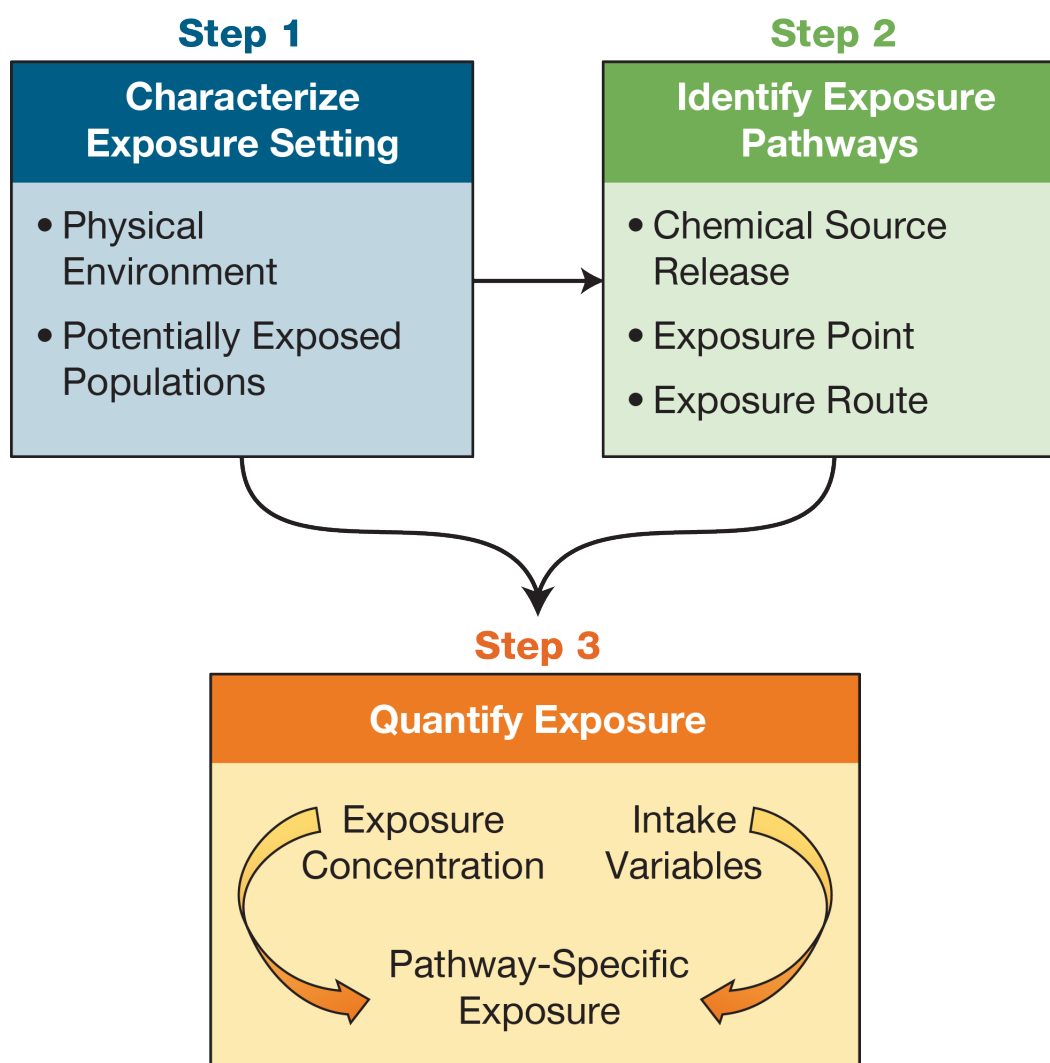 Step 1
Characterize
Exposure Setting
• Physical
Environment
• Potentially Exposed
Populations
Step 2
Identify Exposure
Pathways
• Chemical Source
Release
• Exposure Point
• Exposure Route
Step 3
Quantify Exposure
Exposure
Concentration
Intake
Variables
Pathway-Specific
Exposure